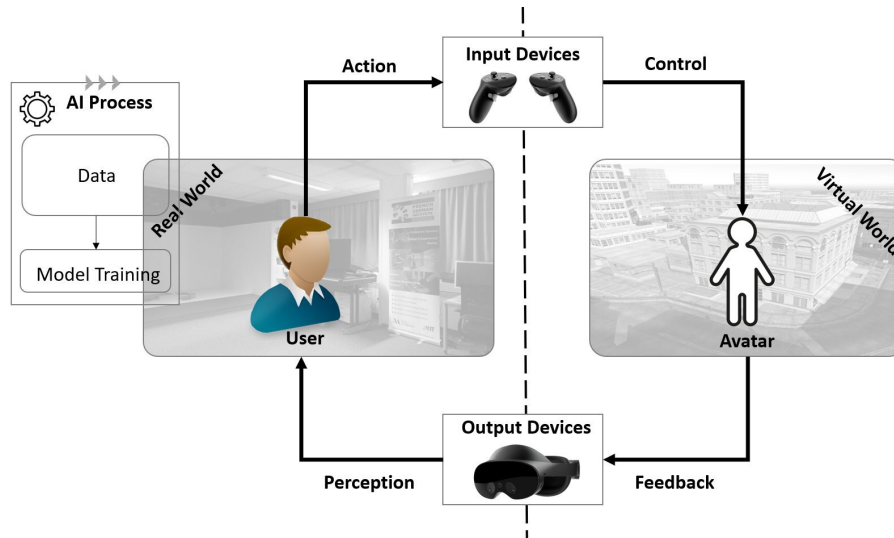 Input Devices
Action
Control
AI Process
Data
Real World
Virtual World
Model Training
User
Avatar
Output Devices
Perception
Feedback